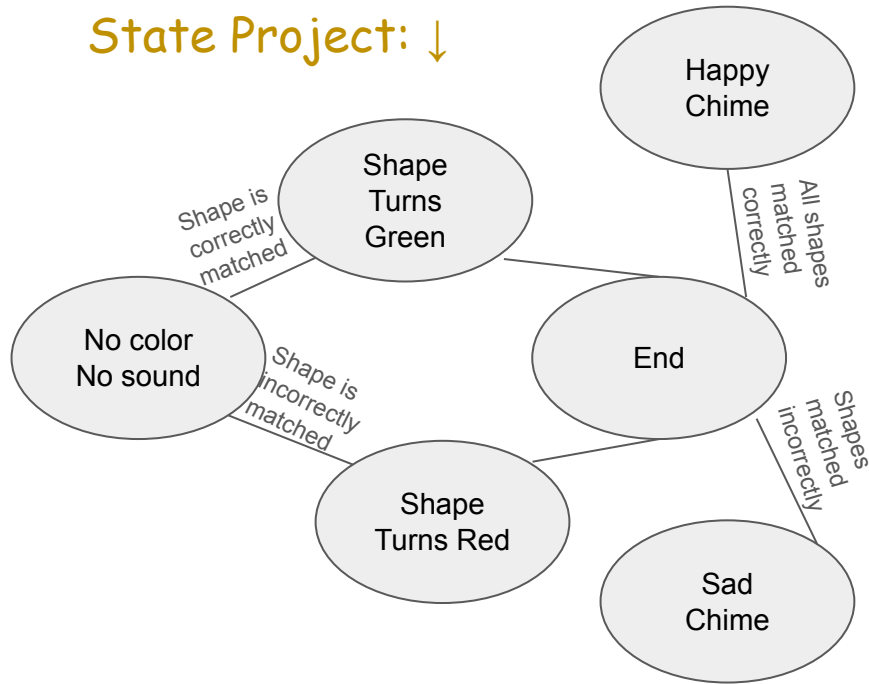 State Project: ↓
Happy
Chime
Shape
Turns
Green
Shape is
correctly
matched
All shapes
matched
correctly
No color
No sound
End
Shape is
incorrectly
matched
Shapes
matched
incorrectly
Shape
Turns Red
Sad
Chime